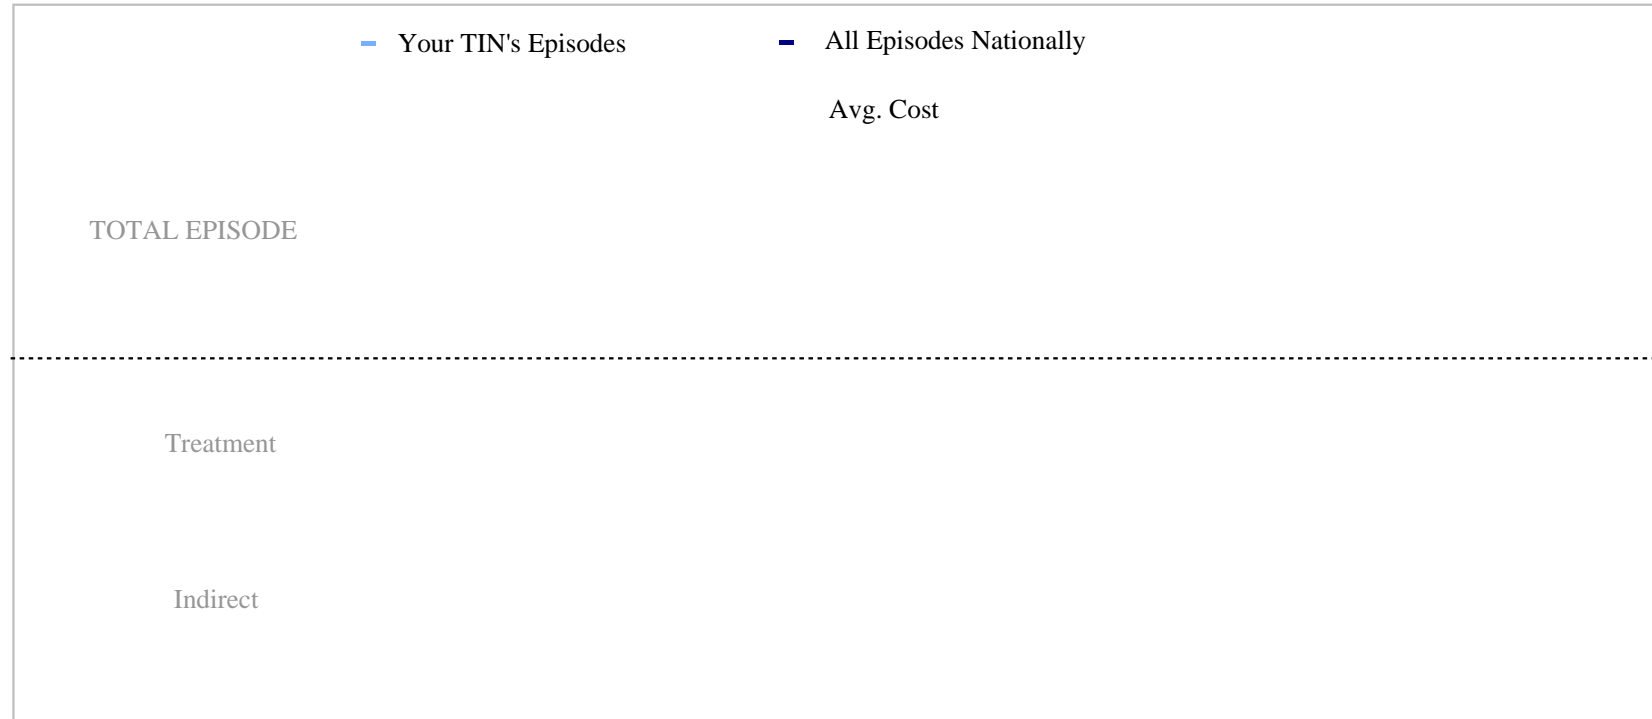 Your TIN's Episodes
All Episodes Nationally
Avg. Cost
TOTAL EPISODE
Treatment
Indirect